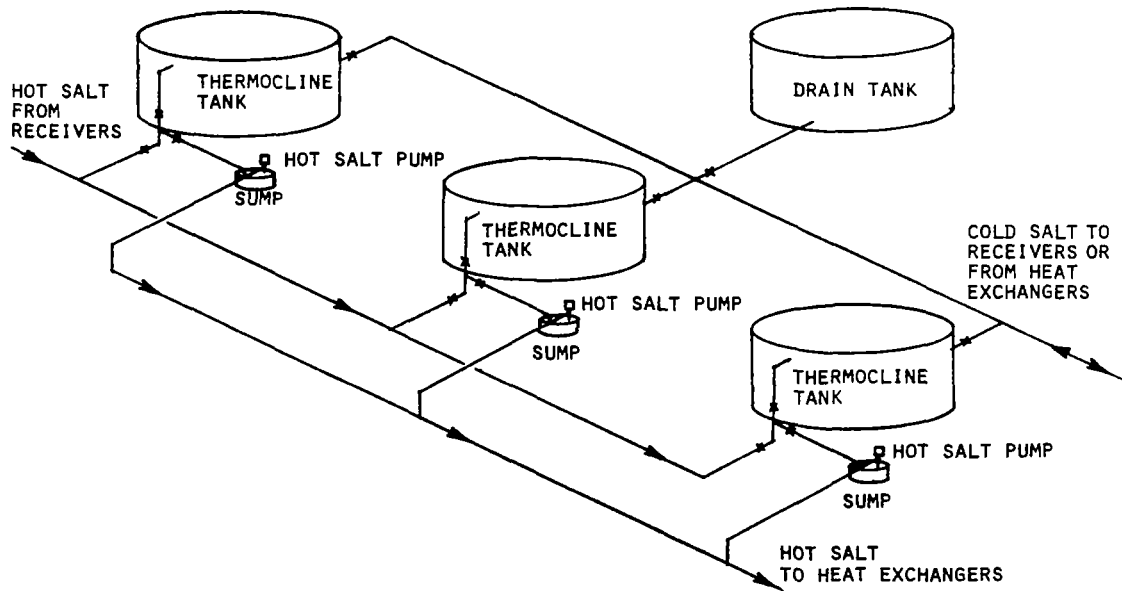 THERMOCLINE
TANK
DRAIN TANK
HOT SALT
FROM
RECEIVERS
HOT SALT PUMP
SUMP
THERMOCLINE
TANK
COLD SALT TO
RECEIVERS OR
FROM HEAT
EXCHANGERS
HOT SALT PUMP
SUMP
THERMOCLINE
TANK
HOT SALT PUMP
SUMP
HOT SALT
TO HEAT EXCHANGERS